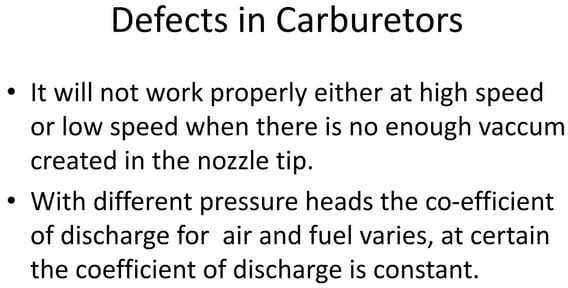 Defects in Carburetors
• It will not work properly either at high speed
or low speed when there is no enough vaccum
created in the nozzle tip.
• With different pressure heads the co-efficient
of discharge for air and fuel varies, at certain
the coefficient of discharge is constant.